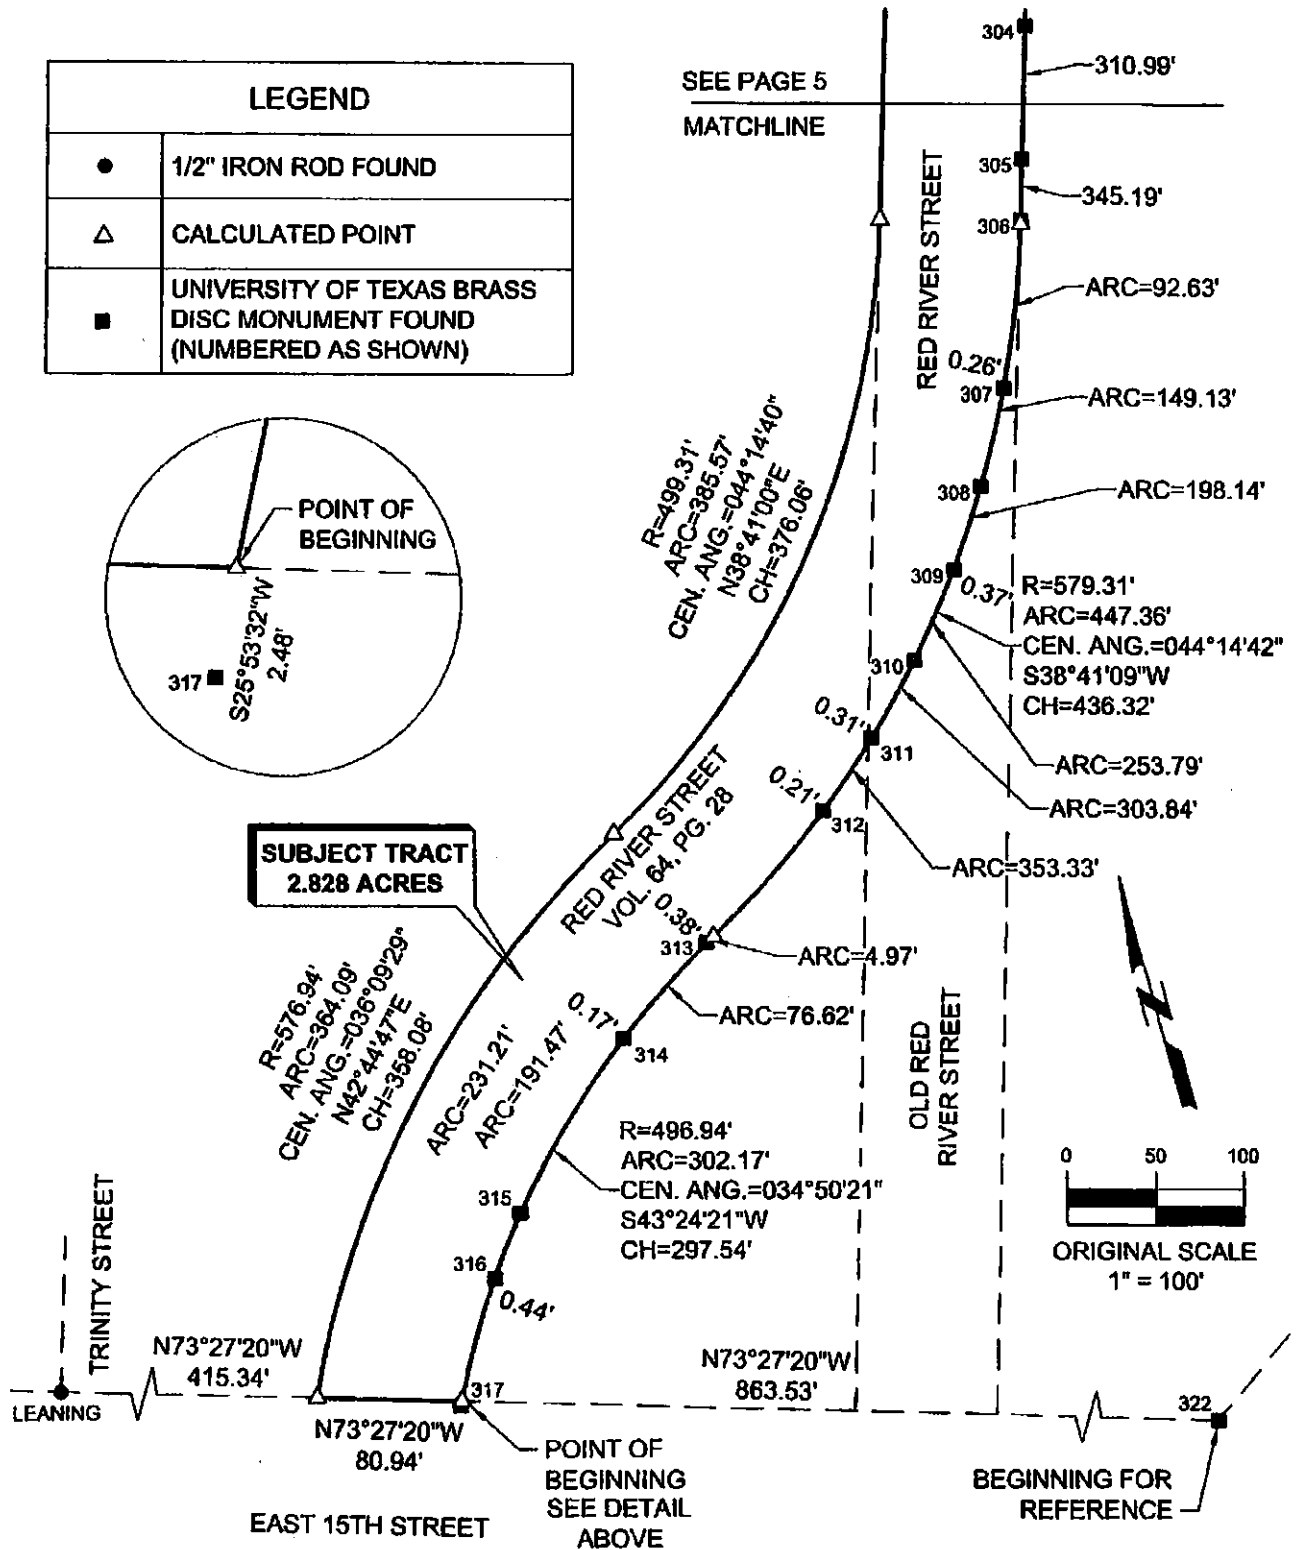 LEGEND
1/2" IRON ROD FOUND
CALCULATED POINT
UNIVERSITY OF TEXAS BRASS
DISC MONUMENT FOUND
(NUMBERED AS SHOWN)
SEE PAGE 5
MATCHLINE
304
310.99'
305
345.19'
306
RED RIVER STREET
ARC=92.63'
0.26'
307
ARC=149.13'
308
ARC=198.14'
309
0.37'
R=579.31'
ARC=447.36'
CEN. ANG.=044°14'42"
S38°41'09"W
CH=436.32'
310
ARC=253.79'
ARC=303.84'
0.31'
311
0.21'
312
ARC=353.33'
R=499.31'
ARC=385.57'
CEN. ANG.=044°14'40"
N38°41'00"E
CH=376.06'
POINT OF
BEGINNING
317
S25°53'32"W
2.48'
SUBJECT TRACT
2.828 ACRES
RED RIVER STREET
VOL. 64, PG. 28
0.38'
313
ARC=4.97'
ARC=76.62'
0.17'
314
R=576.94'
ARC=364.09'
CEN. ANG.=036°09'29"
N42°44'47"E
CH=358.08'
ARC=231.21'
ARC=191.47'
R=496.94'
ARC=302.17'
CEN. ANG.=034°50'21"
S43°24'21"W
CH=297.54'
OLD RED
RIVER STREET
N
0 50 100
ORIGINAL SCALE
1" = 100'
315
316
0.44'
TRINITY STREET
N73°27'20"W
415.34'
LEANING
N73°27'20"W
80.94'
317
N73°27'20"W
863.53'
322
POINT OF
BEGINNING
SEE DETAIL
ABOVE
BEGINNING FOR
REFERENCE
EAST 15TH STREET